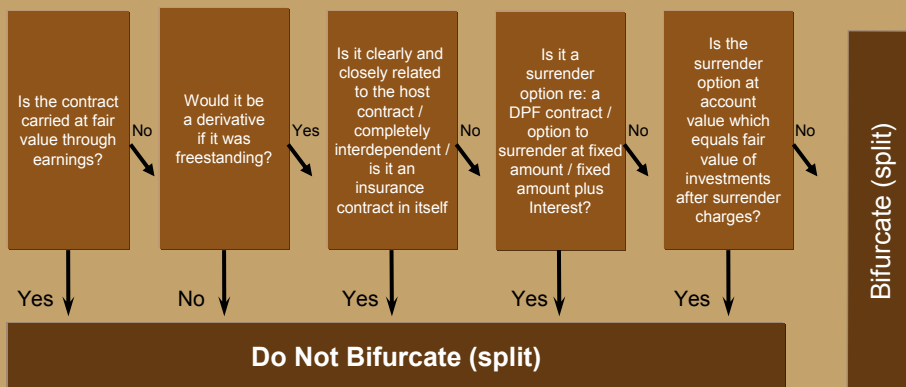 Is the contract
carried at fair
value through
earnings?
No
Would it be
a derivative
if it was
freestanding?
Yes
Is it clearly and
closely related
to the host
contract /
completely
interdependent /
is it an
insurance
contract in itself
No
Is it a
surrender
option re: a
DPF contract /
option to
surrender at fixed
amount / fixed
amount plus
Interest?
No
Is the
surrender
option at
account
value which
equals fair
value of
investments
after surrender
charges?
No
Bifurcate (split)
Yes
No
Yes
Yes
Yes
Do Not Bifurcate (split)